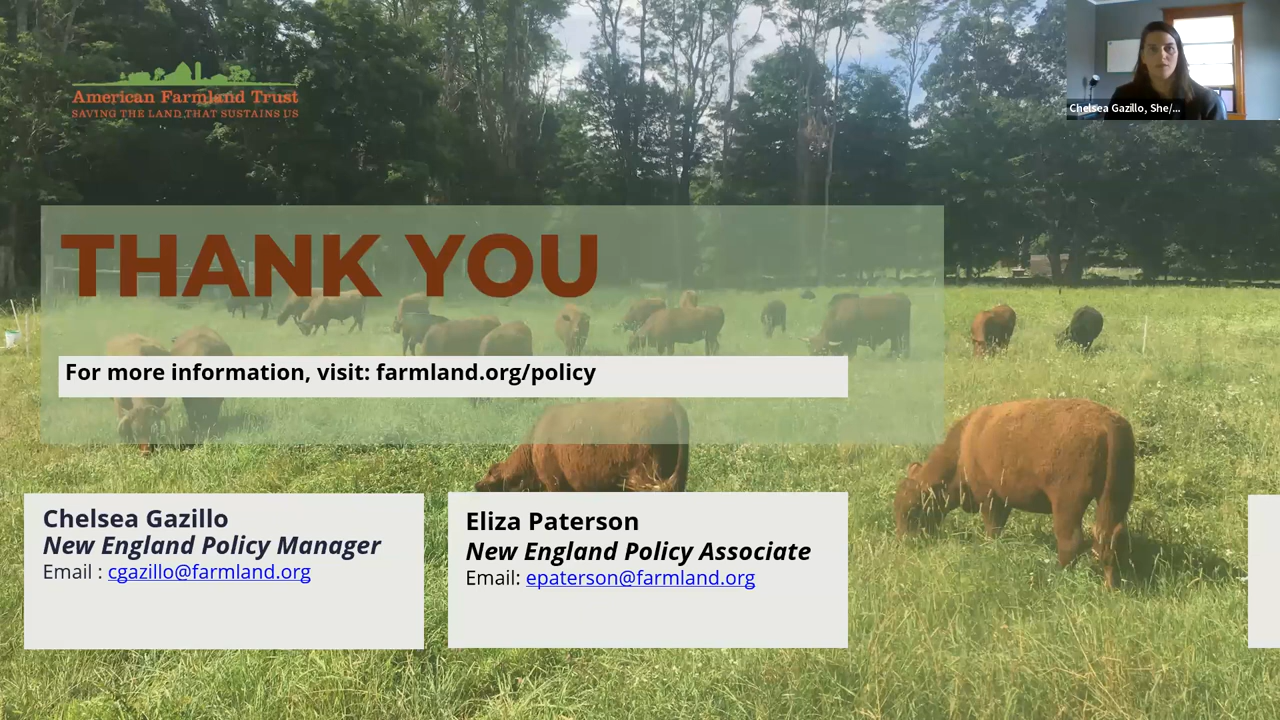 American Farmland Trust
SAVING THE LAND THAT SUSTAINS US
Chelsea Gazillo, She/...
THANK YOU
For more information, visit: farmland.org/policy
Chelsea Gazillo
New England Policy Manager
Email : cgazillo@farmland.org
Eliza Paterson
New England Policy Associate
Email: epaterson@farmland.org